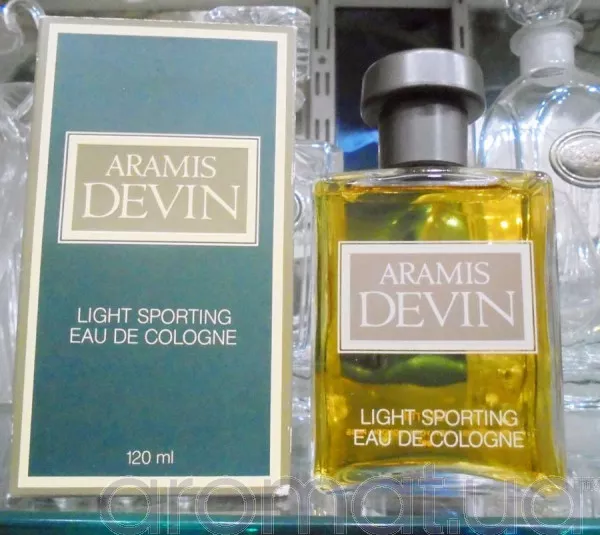 ARAMIS
DEVIN
LIGHT SPORTING
EAU DE COLOGNE
120 ml
ARAMIS
DEVIN
LIGHT SPORTING
EAU DE COLOGNE
aromat.ua